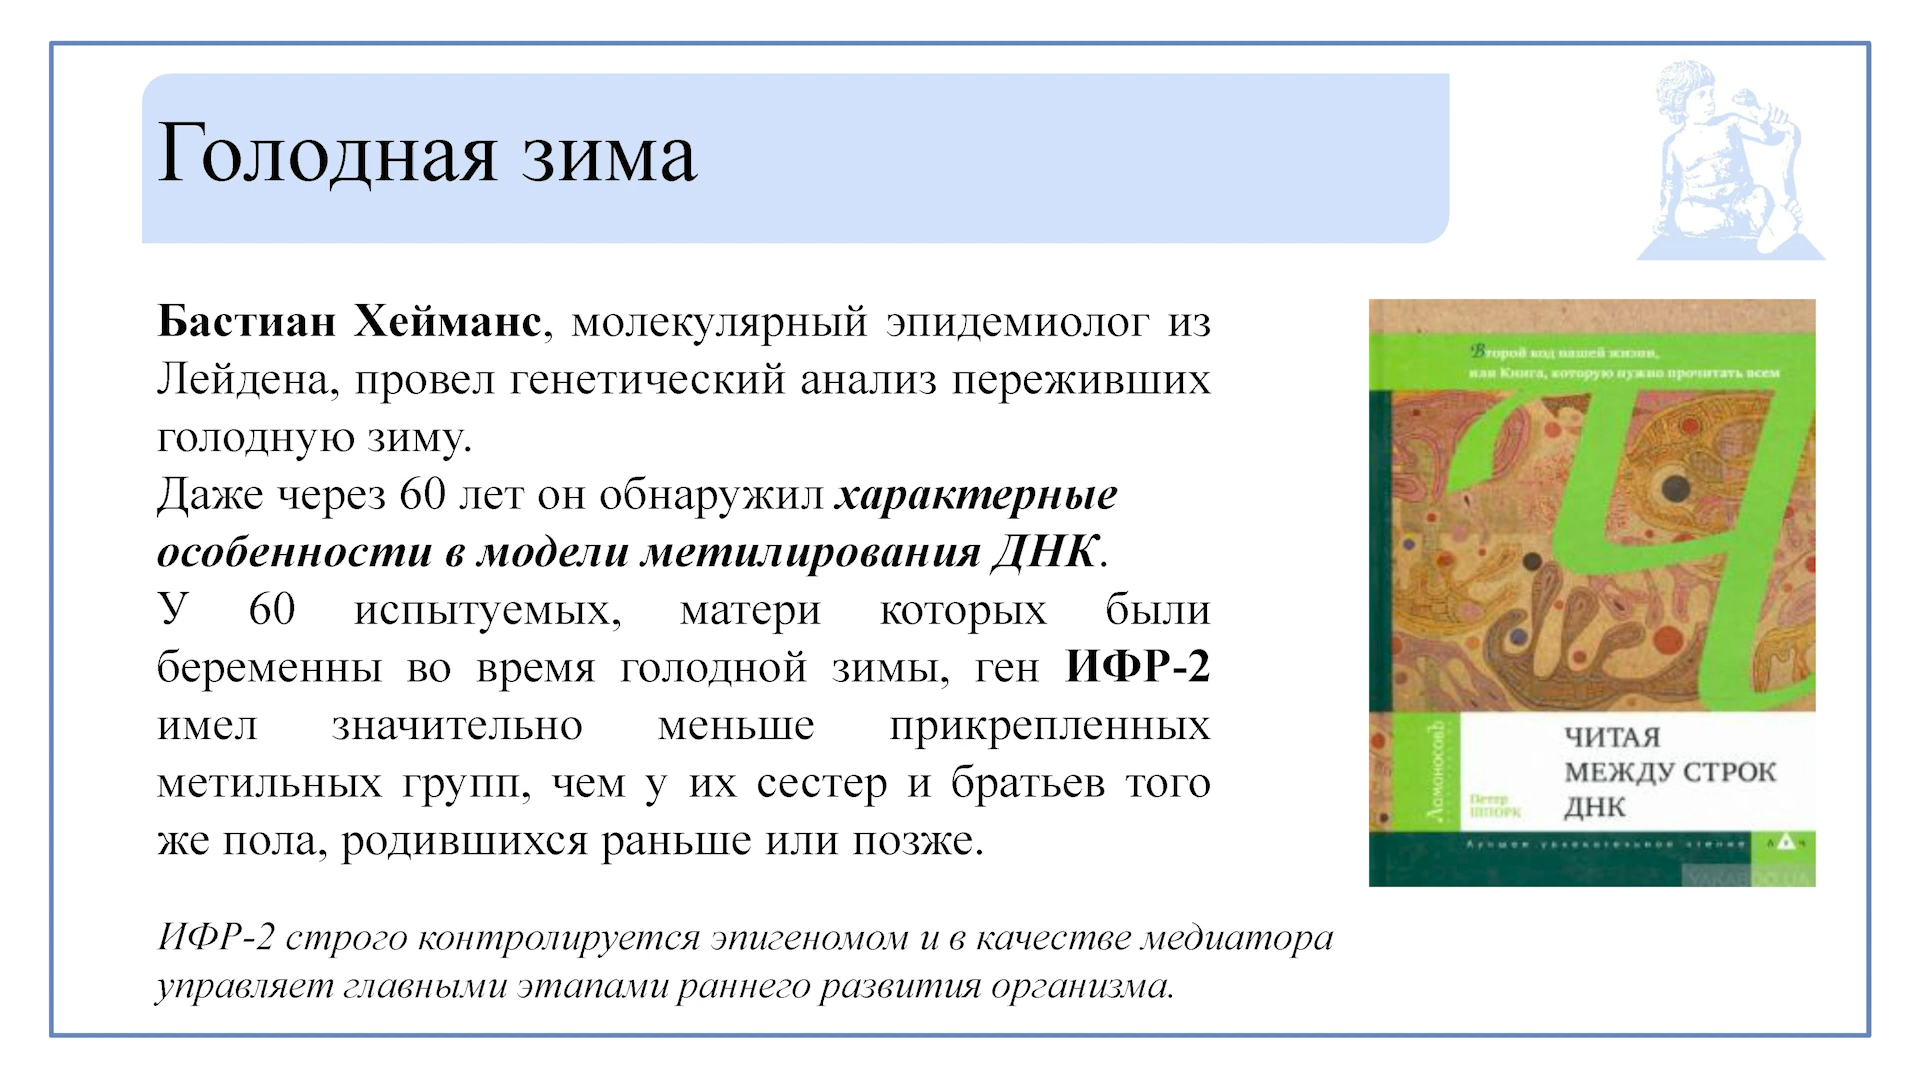 Голодная зима
Бастиан Хейманс, молекулярный эпидемиолог из
Лейдена, провел генетический анализ переживших
голодную зиму.
Даже через 60 лет он обнаружил характерные
особенности в модели метилирования ДНК.
У 60 испытуемых, матери которых были
беременны во время голодной зимы, ген ИФР-2
имел значительно меньше прикрепленных
метильных групп, чем у их сестер и братьев того
же пола, родившихся раньше или позже.
ИФР-2 строго контролируется эпигеномом и в качестве медиатора
управляет главными этапами раннего развития организма.
Второй код нашей жизни,
или Книга, которую нужно прочитать всем
Ч
ЛомоносовЪ
Петер
ШПОРК
ЧИТАЯ
МЕЖДУ СТРОК
ДНК
Лучшее увлекательное чтение